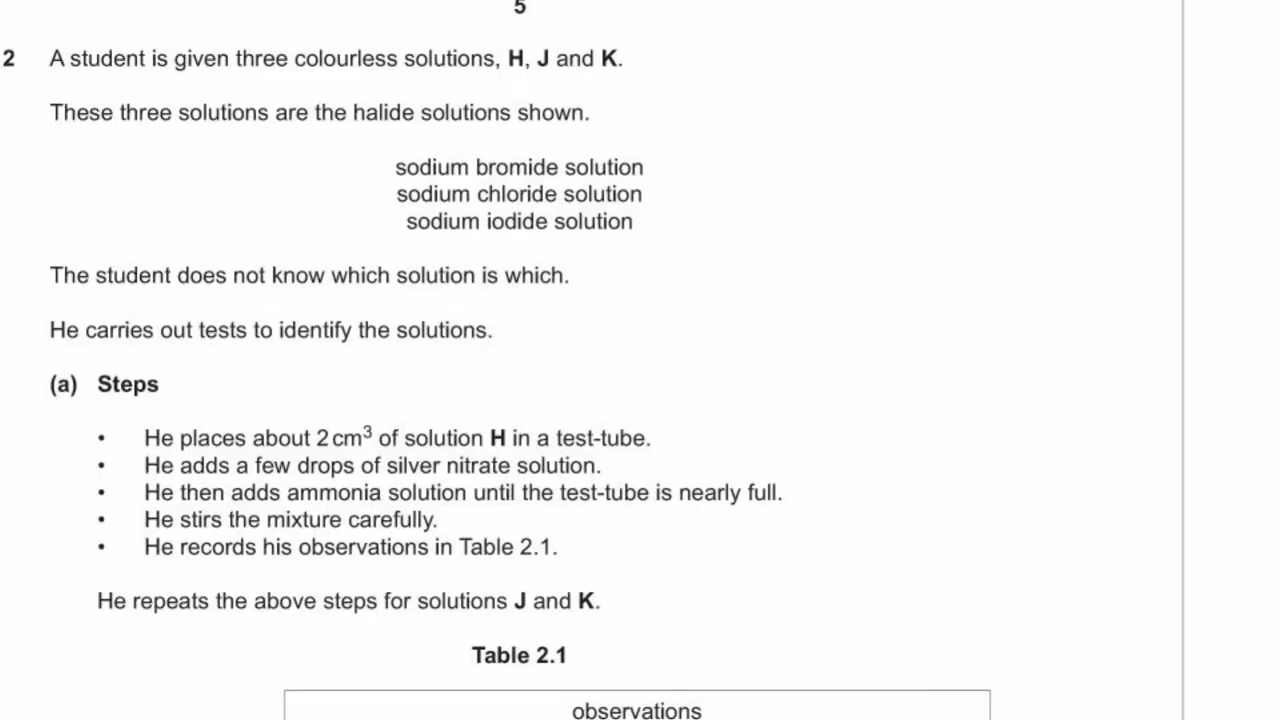 5
2 A student is given three colourless solutions, H, J and K.
These three solutions are the halide solutions shown.
sodium bromide solution
sodium chloride solution
sodium iodide solution
The student does not know which solution is which.
He carries out tests to identify the solutions.
(a) Steps
• He places about 2 cm³ of solution H in a test-tube.
• He adds a few drops of silver nitrate solution.
• He then adds ammonia solution until the test-tube is nearly full.
• He stirs the mixture carefully.
• He records his observations in Table 2.1.
He repeats the above steps for solutions J and K.
Table 2.1
observations